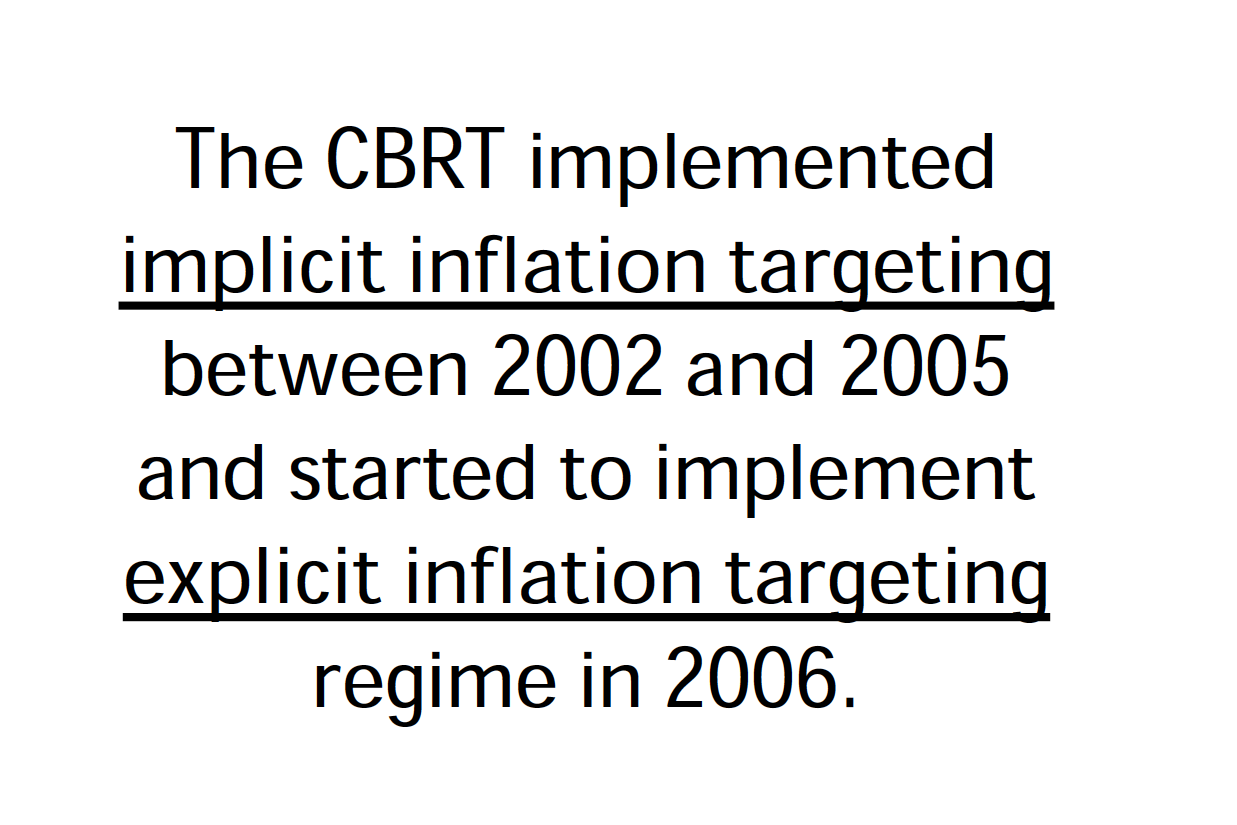 The CBRT implemented
implicit inflation targeting
between 2002 and 2005
and started to implement
explicit inflation targeting
regime in 2006.